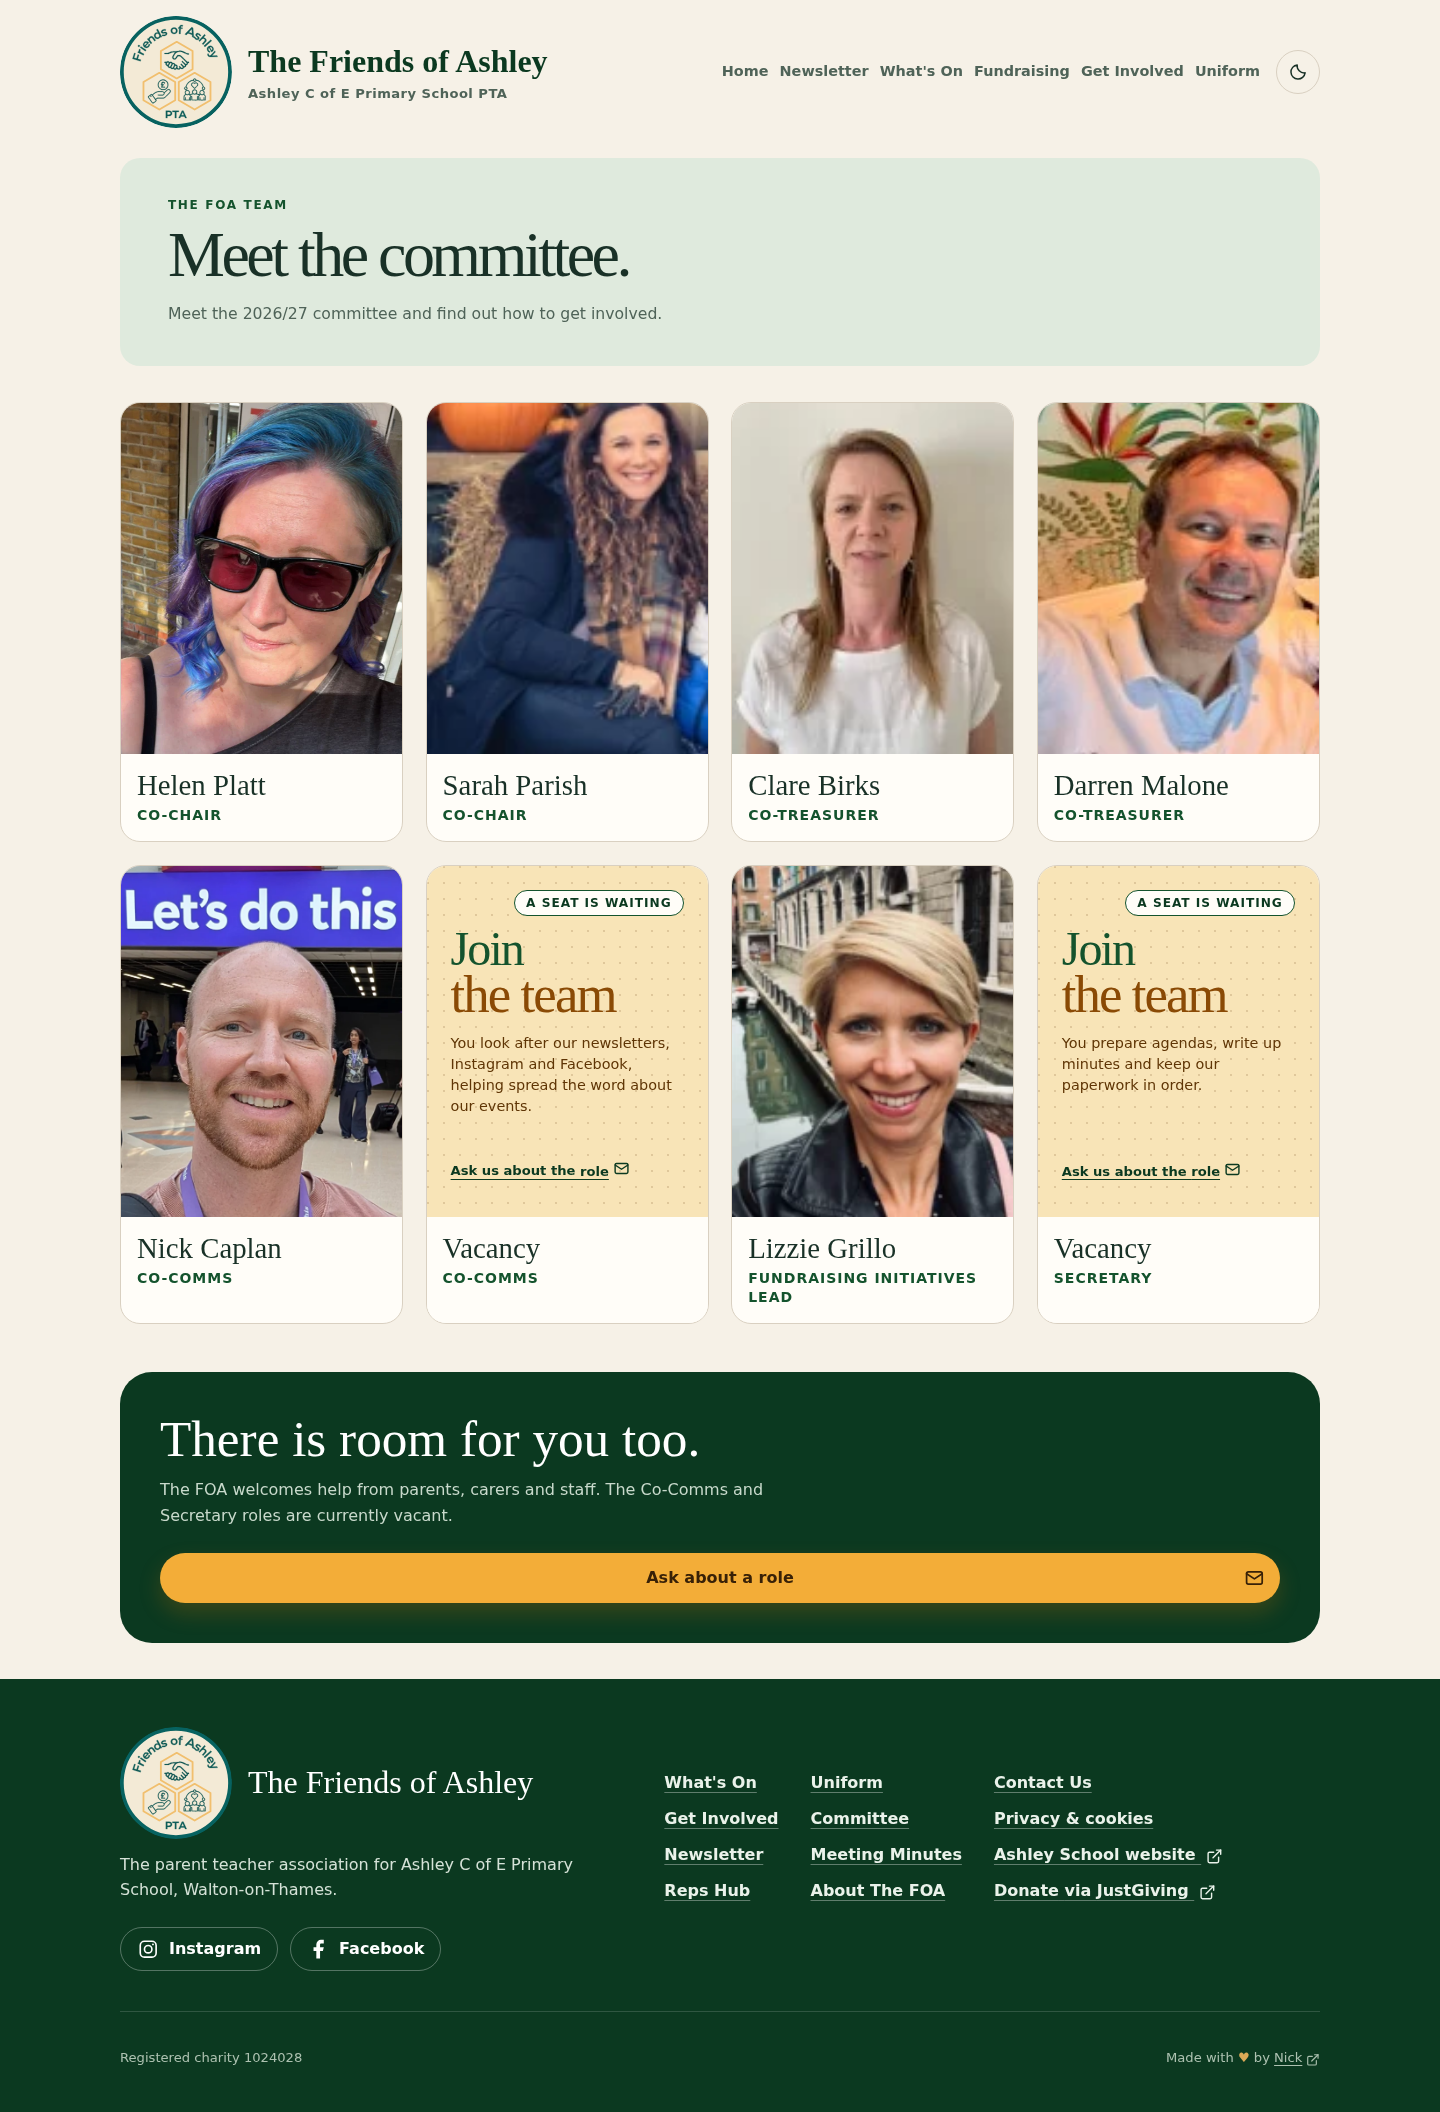 Friends of Ashley
PTA
The Friends of Ashley
Ashley C of E Primary School PTA
Home Newsletter What's On Fundraising Get Involved Uniform
THE FOA TEAM
Meet the committee.
Meet the 2026/27 committee and find out how to get involved.
Helen Platt
CO-CHAIR
Sarah Parish
CO-CHAIR
Clare Birks
CO-TREASURER
Darren Malone
CO-TREASURER
Let's do this
Nick Caplan
CO-COMMS
A SEAT IS WAITING
Join
the team
You look after our newsletters,
Instagram and Facebook,
helping spread the word about
our events.
Ask us about the role
Vacancy
CO-COMMS
Lizzie Grillo
FUNDRAISING INITIATIVES
LEAD
A SEAT IS WAITING
Join
the team
You prepare agendas, write up
minutes and keep our
paperwork in order.
Ask us about the role
Vacancy
SECRETARY
There is room for you too.
The FOA welcomes help from parents, carers and staff. The Co-Comms and
Secretary roles are currently vacant.
Ask about a role
Friends of Ashley
PTA
The Friends of Ashley
The parent teacher association for Ashley C of E Primary
School, Walton-on-Thames.
Instagram
Facebook
What's On
Get Involved
Newsletter
Reps Hub
Uniform
Committee
Meeting Minutes
About The FOA
Contact Us
Privacy & cookies
Ashley School website
Donate via JustGiving
Registered charity 1024028
Made with ♥ by Nick